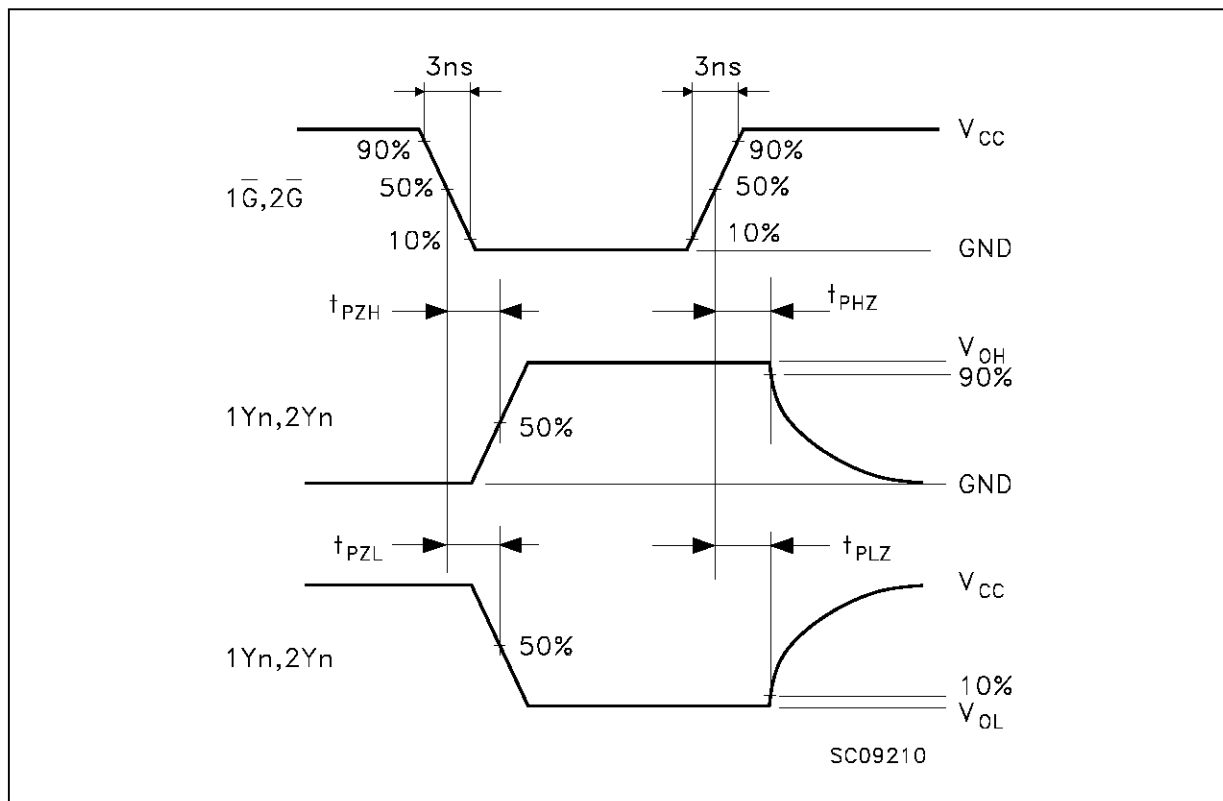 3ns 3ns
V_CC
90% 90%
1G̅,2G̅ 50% 50%
10% 10%
GND
t_PZH t_PHZ
V_OH
90%
1Yn,2Yn 50%
GND
t_PZL t_PLZ
V_CC
1Yn,2Yn 50%
10%
V_OL
SC09210